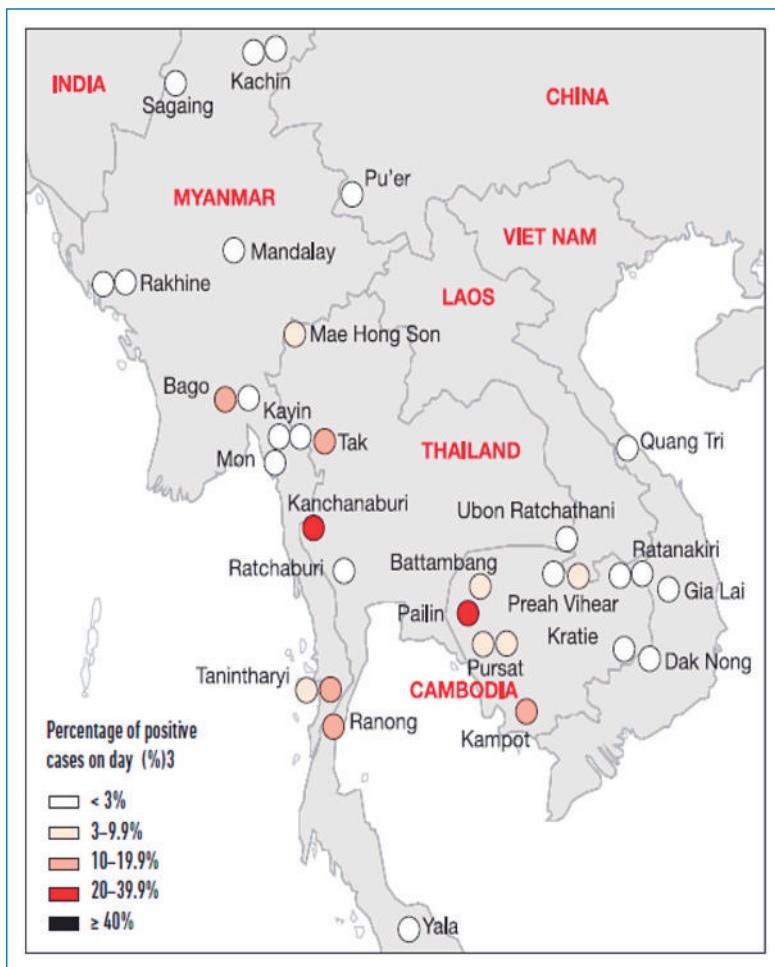 Kachin
INDIA
Sagaing
CHINA
Pu'er
MYANMAR
VIET NAM
Mandalay
Rakhine
LAOS
Mae Hong Son
Bago
Kayin
Tak
Quang Tri
Mon
THAILAND
Kanchanaburi
Ubon Ratchathani
Ratchaburi
Battambang
Ratanakiri
Preah Vihear
Gia Lai
Pailin
Kratie
Pursat
Dak Nong
Tanintharyi
CAMBODIA
Ranong
Kampot
Percentage of positive
cases on day (%)3
< 3%
3–9.9%
10–19.9%
20–39.9%
≥ 40%
Yala